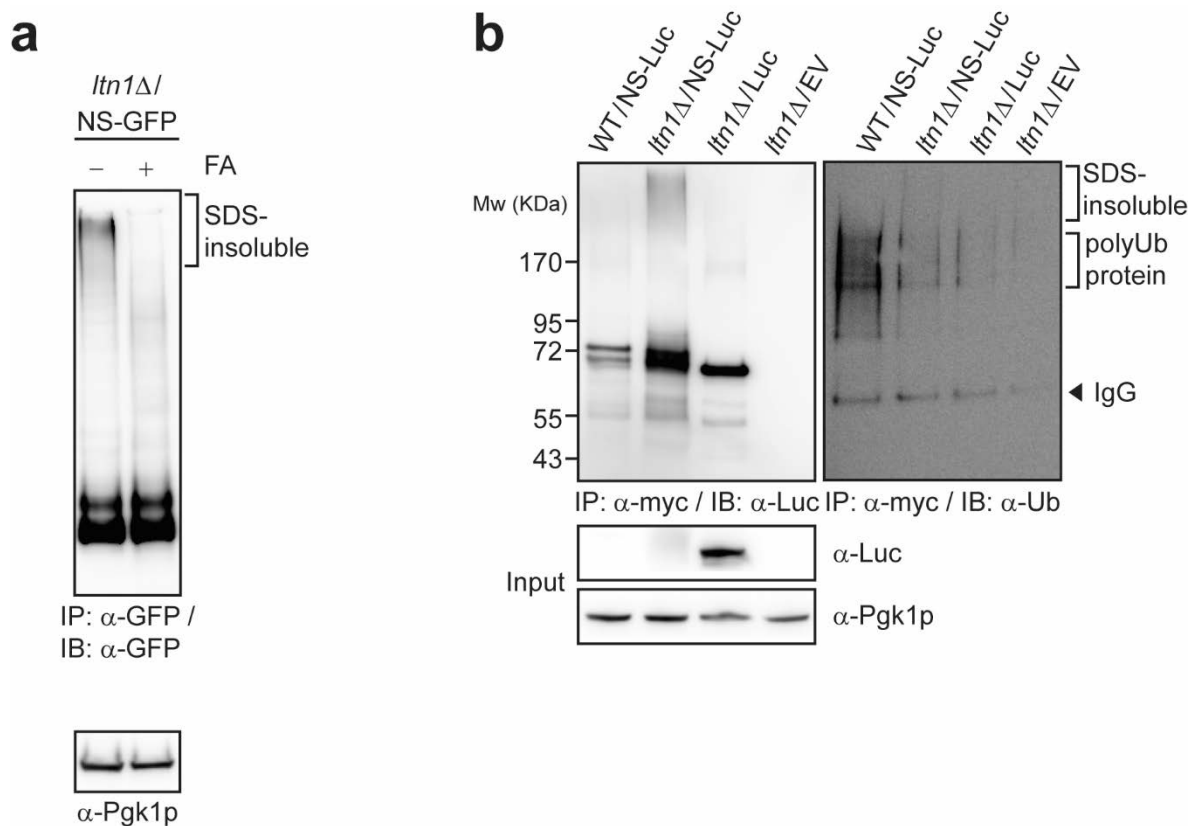 a
ltn1Δ/
NS-GFP
– +
FA
SDS-
insoluble
IP: α-GFP /
IB: α-GFP
α-Pgk1p
b
WT/NS-Luc
ltn1Δ/NS-Luc
ltn1Δ/Luc
ltn1Δ/EV
WT/NS-Luc
ltn1Δ/NS-Luc
ltn1Δ/Luc
ltn1Δ/EV
Mw (KDa)
170
95
72
55
43
SDS-
insoluble
polyUb
protein
IgG
IP: α-myc / IB: α-Luc
IP: α-myc / IB: α-Ub
Input
α-Luc
α-Pgk1p